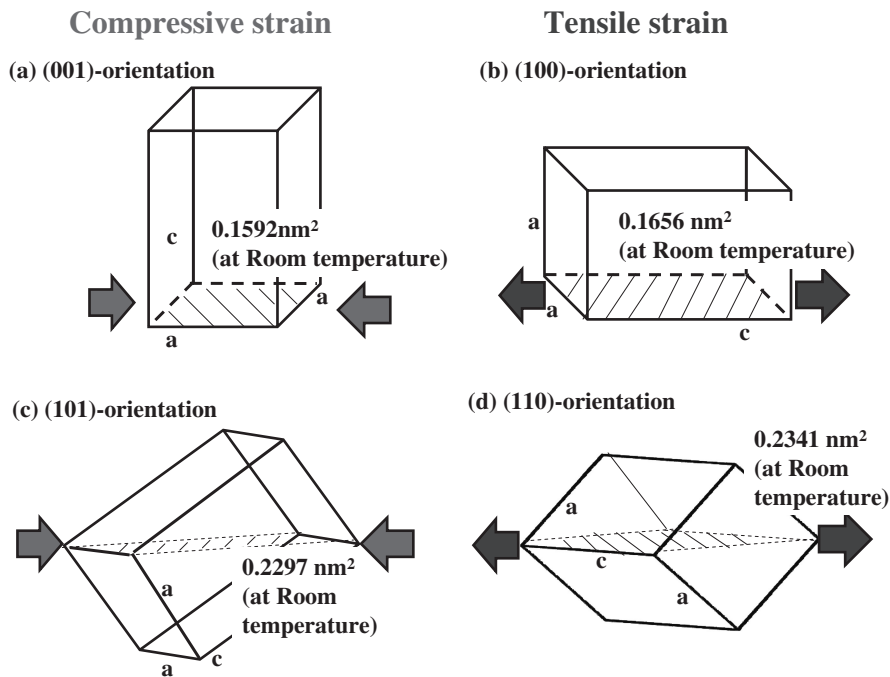 Compressive strain
Tensile strain
(a) (001)-orientation
c
0.1592nm²
(at Room temperature)
a
a
(b) (100)-orientation
a
0.1656 nm²
(at Room temperature)
a
c
(c) (101)-orientation
a
0.2297 nm²
(at Room
temperature)
a
c
(d) (110)-orientation
0.2341 nm²
(at Room
temperature)
a
c
a